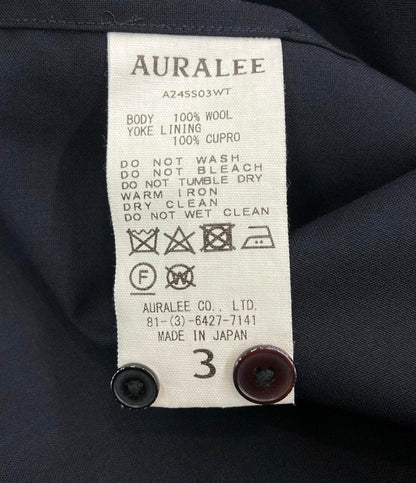 AURALEE
A24SS03WT
BODY 100% WOOL
YOKE LINING
100% CUPRO
DO NOT WASH
DO NOT BLEACH
DO NOT TUMBLE DRY
WARM IRON
DRY CLEAN
DO NOT WET CLEAN
F W
AURALEE CO., LTD.
81-(3)-6427-7141
MADE IN JAPAN
3